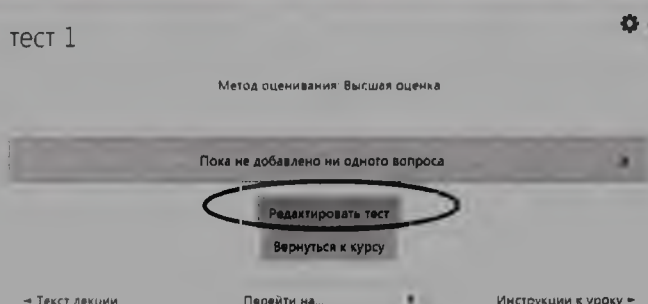 тест 1
Метод оценивания: Высшая оценка
Пока не добавлено ни одного вопроса
Редактировать тест
Вернуться к курсу
◄ Текст лекции Перейти на... Инструкции к уроку ►